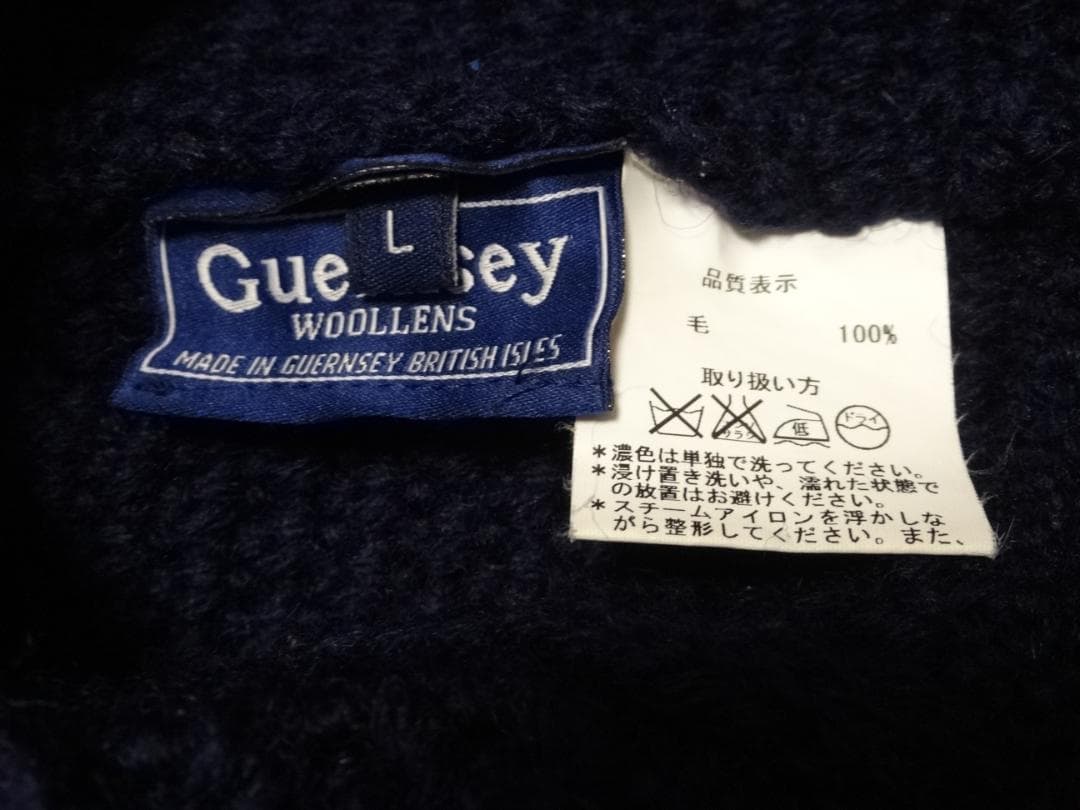 L
Gue sey
WOOLLENS
MADE IN GUERNSEY BRITISH ISLES
品質表示
毛 100%
取り扱い方
低 ドライ
*濃色は単独で洗ってください。
*浸け置き洗いや、濡れた状態で
の放置はお避けください。
*スチームアイロンを浮かしな
がら整形してください。また、